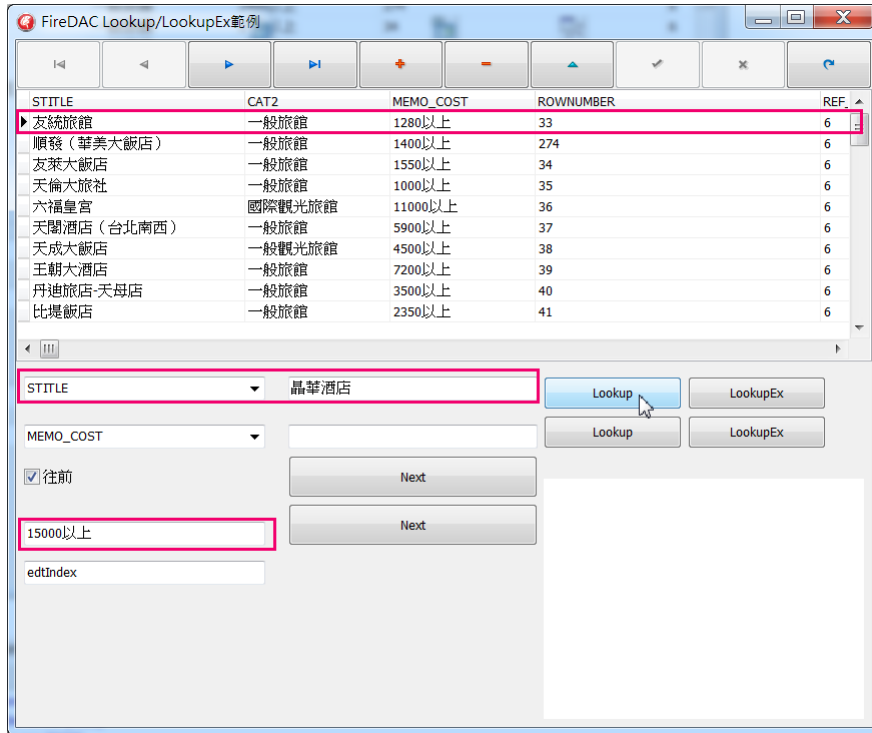 FireDAC Lookup/LookupEx範例
STITLE CAT2 MEMO_COST ROWNUMBER REF_
友統旅館 一般旅館 1280以上 33 6
順發（華美大飯店） 一般旅館 1400以上 274 6
友萊大飯店 一般旅館 1550以上 34 6
天倫大旅社 一般旅館 1000以上 35 6
六福皇宮 國際觀光旅館 11000以上 36 6
天閣酒店（台北南西） 一般旅館 5900以上 37 6
天成大飯店 一般觀光旅館 4500以上 38 6
王朝大酒店 一般旅館 7200以上 39 6
丹迪旅店-天母店 一般旅館 3500以上 40 6
比堤飯店 一般旅館 2350以上 41 6
STITLE 晶華酒店 Lookup LookupEx
MEMO_COST Lookup LookupEx
往前 Next
15000以上 Next
edtIndex